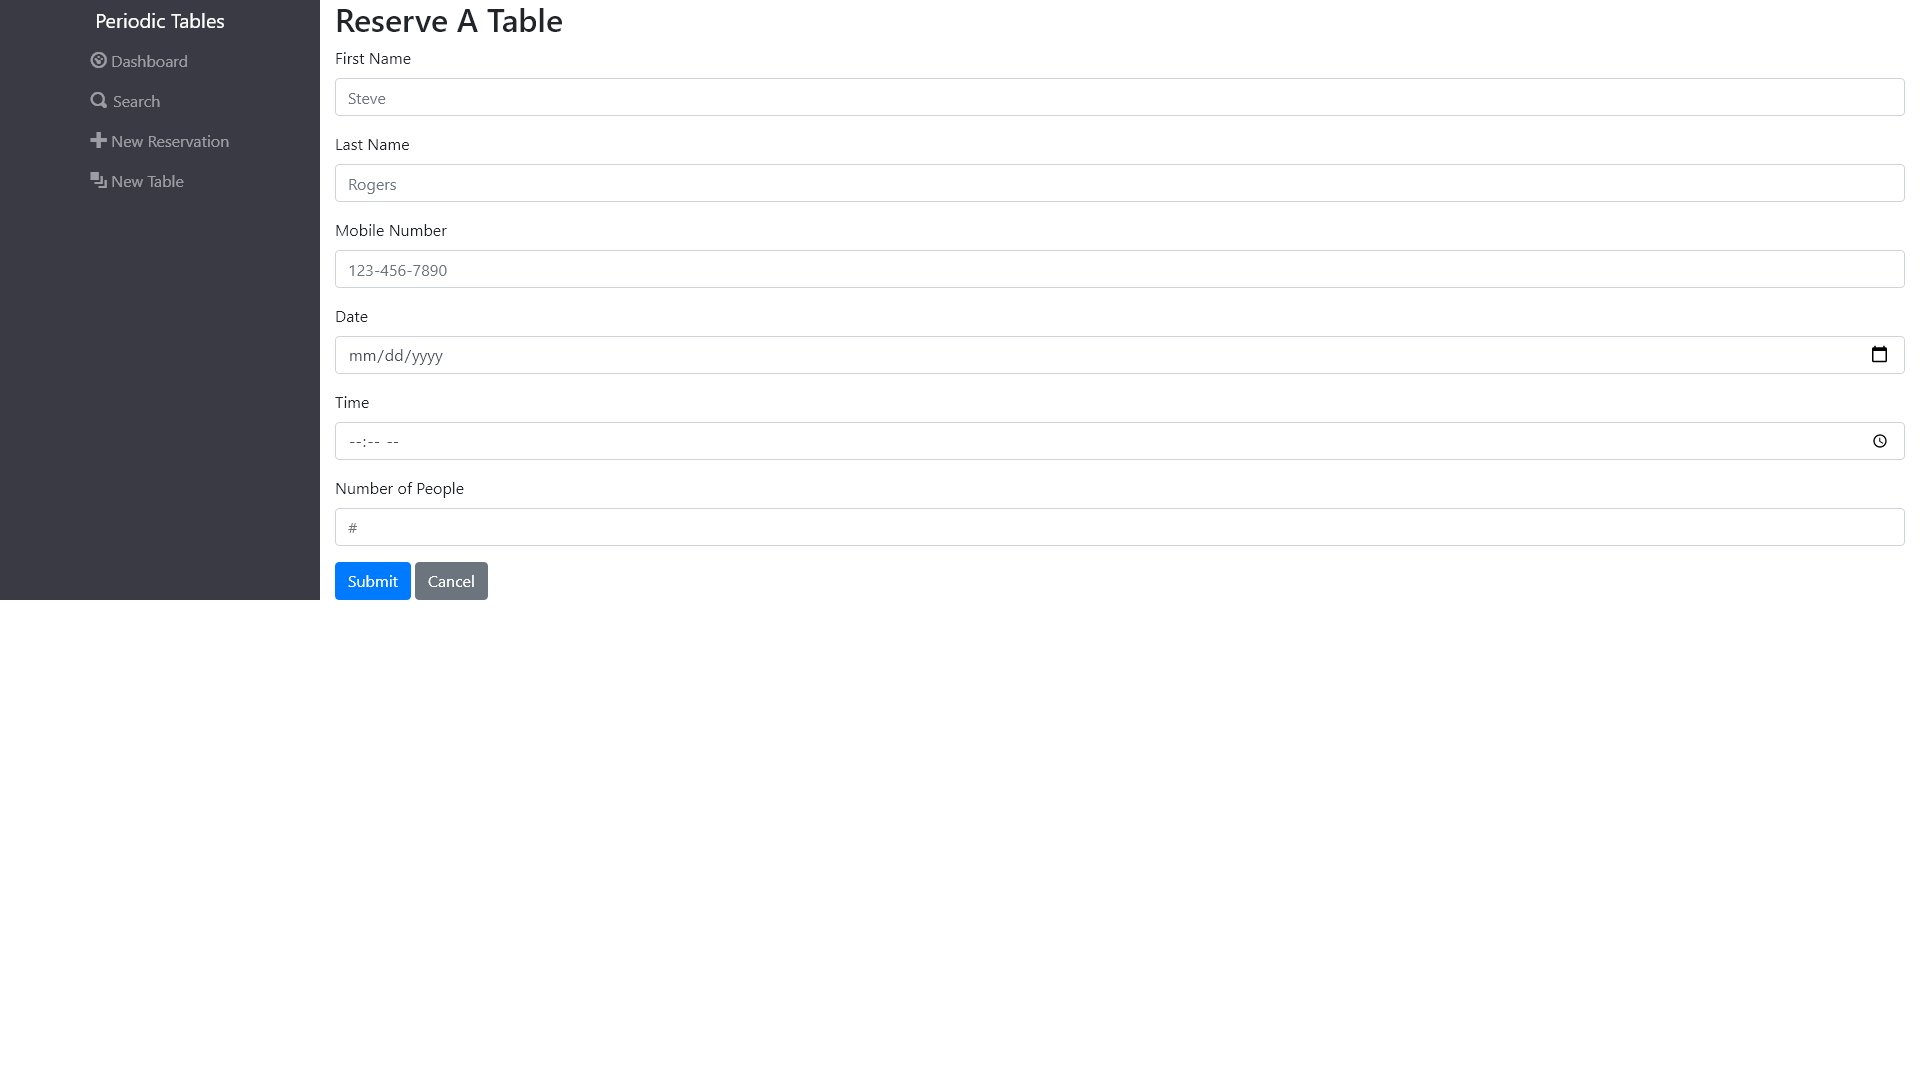 Periodic Tables
Dashboard
Search
New Reservation
New Table
Reserve A Table
First Name
Steve
Last Name
Rogers
Mobile Number
123-456-7890
Date
mm/dd/yyyy
Time
--:-- --
Number of People
#
Submit Cancel